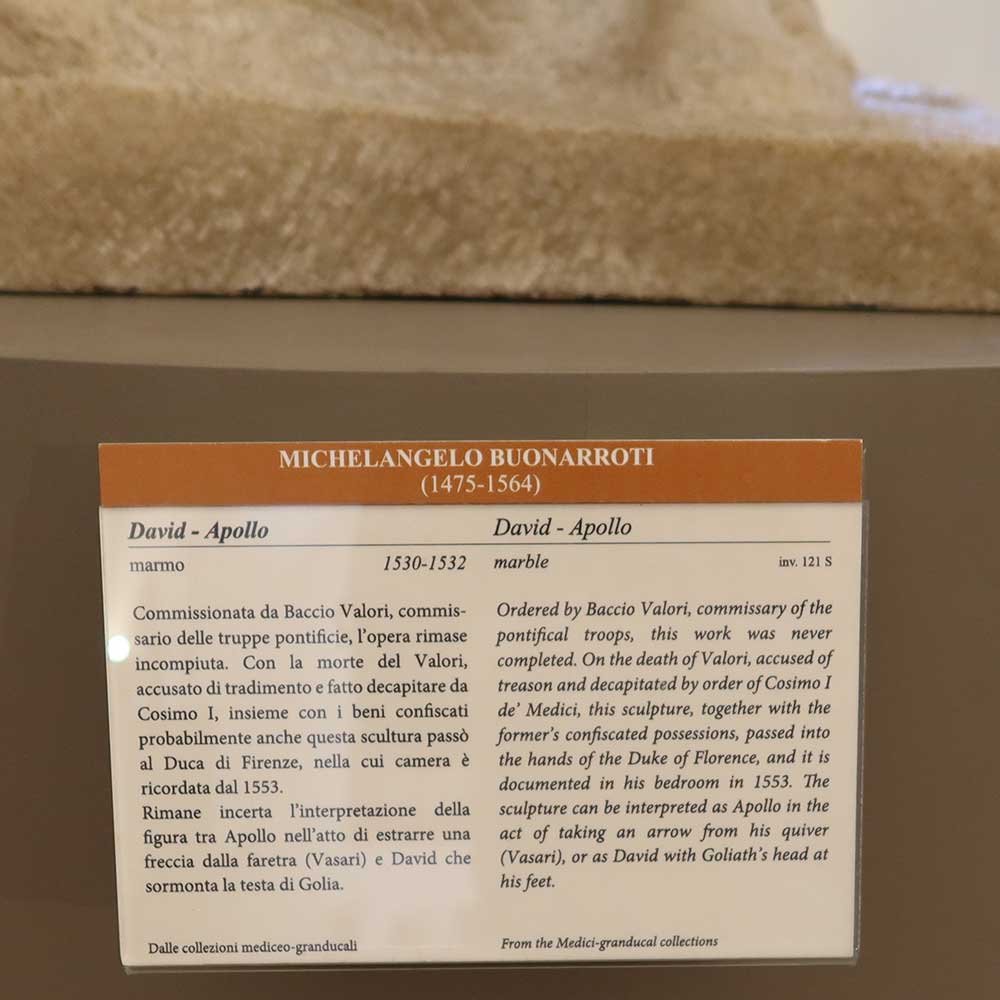 MICHELANGELO BUONARROTI
(1475-1564)
David - Apollo
marmo 1530-1532
Commissionata da Baccio Valori, commis-
sario delle truppe pontificie, l'opera rimase
incompiuta. Con la morte del Valori,
accusato di tradimento e fatto decapitare da
Cosimo I, insieme con i beni confiscati
probabilmente anche questa scultura passò
al Duca di Firenze, nella cui camera è
ricordata dal 1553.
Rimane incerta l'interpretazione della
figura tra Apollo nell'atto di estrarre una
freccia dalla faretra (Vasari) e David che
sormonta la testa di Golia.
Dalle collezioni mediceo-granducali
David - Apollo
marble inv. 121 S
Ordered by Baccio Valori, commissary of the
pontifical troops, this work was never
completed. On the death of Valori, accused of
treason and decapitated by order of Cosimo I
de' Medici, this sculpture, together with the
former's confiscated possessions, passed into
the hands of the Duke of Florence, and it is
documented in his bedroom in 1553. The
sculpture can be interpreted as Apollo in the
act of taking an arrow from his quiver
(Vasari), or as David with Goliath's head at
his feet.
From the Medici-granducal collections